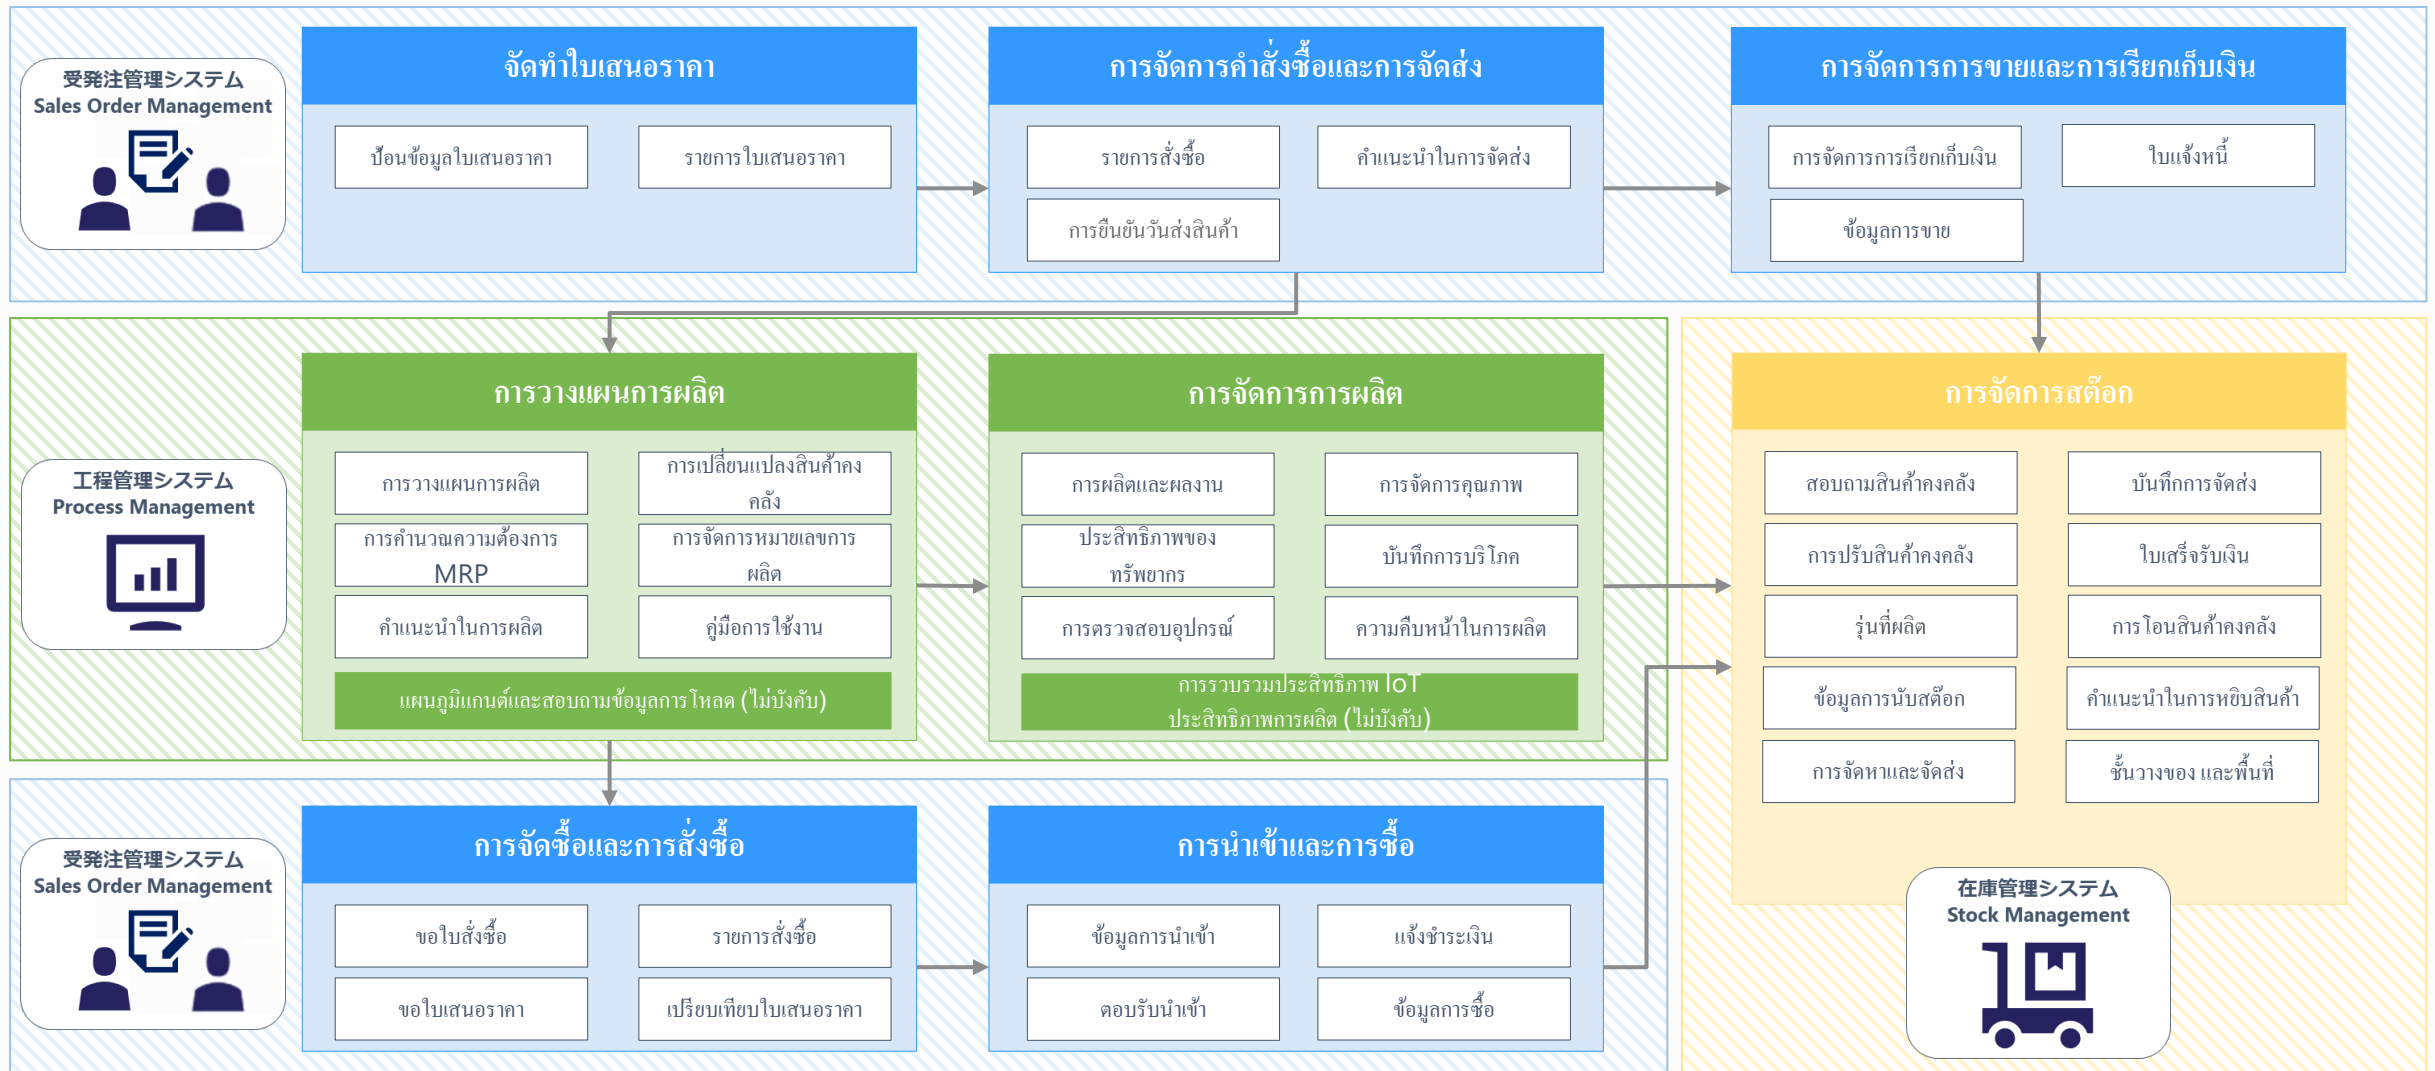 受発注管理システム
Sales Order Management
จัดทำใบเสนอราคา
ป้อนข้อมูลใบเสนอราคา
รายการใบเสนอราคา
การจัดการคำสั่งซื้อและการจัดส่ง
รายการสั่งซื้อ
คำแนะนำในการจัดส่ง
การยืนยันวันส่งสินค้า
การจัดการการขายและการเรียกเก็บเงิน
การจัดการการเรียกเก็บเงิน
ใบแจ้งหนี้
ข้อมูลการขาย
工程管理システム
Process Management
การวางแผนการผลิต
การวางแผนการผลิต
การเปลี่ยนแปลงสินค้าคง
คลัง
การคำนวณความต้องการ
MRP
การจัดการหมายเลขการ
ผลิต
คำแนะนำในการผลิต
คู่มือการใช้งาน
แผนภูมิแกนต์และสอบถามข้อมูลการโหลด (ไม่บังคับ)
การจัดการการผลิต
การผลิตและผลงาน
การจัดการคุณภาพ
ประสิทธิภาพของ
ทรัพยากร
บันทึกการบริโภค
การตรวจสอบอุปกรณ์
ความคืบหน้าในการผลิต
การรวบรวมประสิทธิภาพ IoT
ประสิทธิภาพการผลิต (ไม่บังคับ)
การจัดการสต๊อก
สอบถามสินค้าคงคลัง
บันทึกการจัดส่ง
การปรับสินค้าคงคลัง
ใบเสร็จรับเงิน
รุ่นที่ผลิต
การโอนสินค้าคงคลัง
ข้อมูลการนับสต๊อก
คำแนะนำในการหยิบสินค้า
การจัดหาและจัดส่ง
ชั้นวางของ และพื้นที่
在庫管理システム
Stock Management
受発注管理システム
Sales Order Management
การจัดซื้อและการสั่งซื้อ
ขอใบสั่งซื้อ
รายการสั่งซื้อ
ขอใบเสนอราคา
เปรียบเทียบใบเสนอราคา
การนำเข้าและการซื้อ
ข้อมูลการนำเข้า
แจ้งชำระเงิน
ตอบรับนำเข้า
ข้อมูลการซื้อ